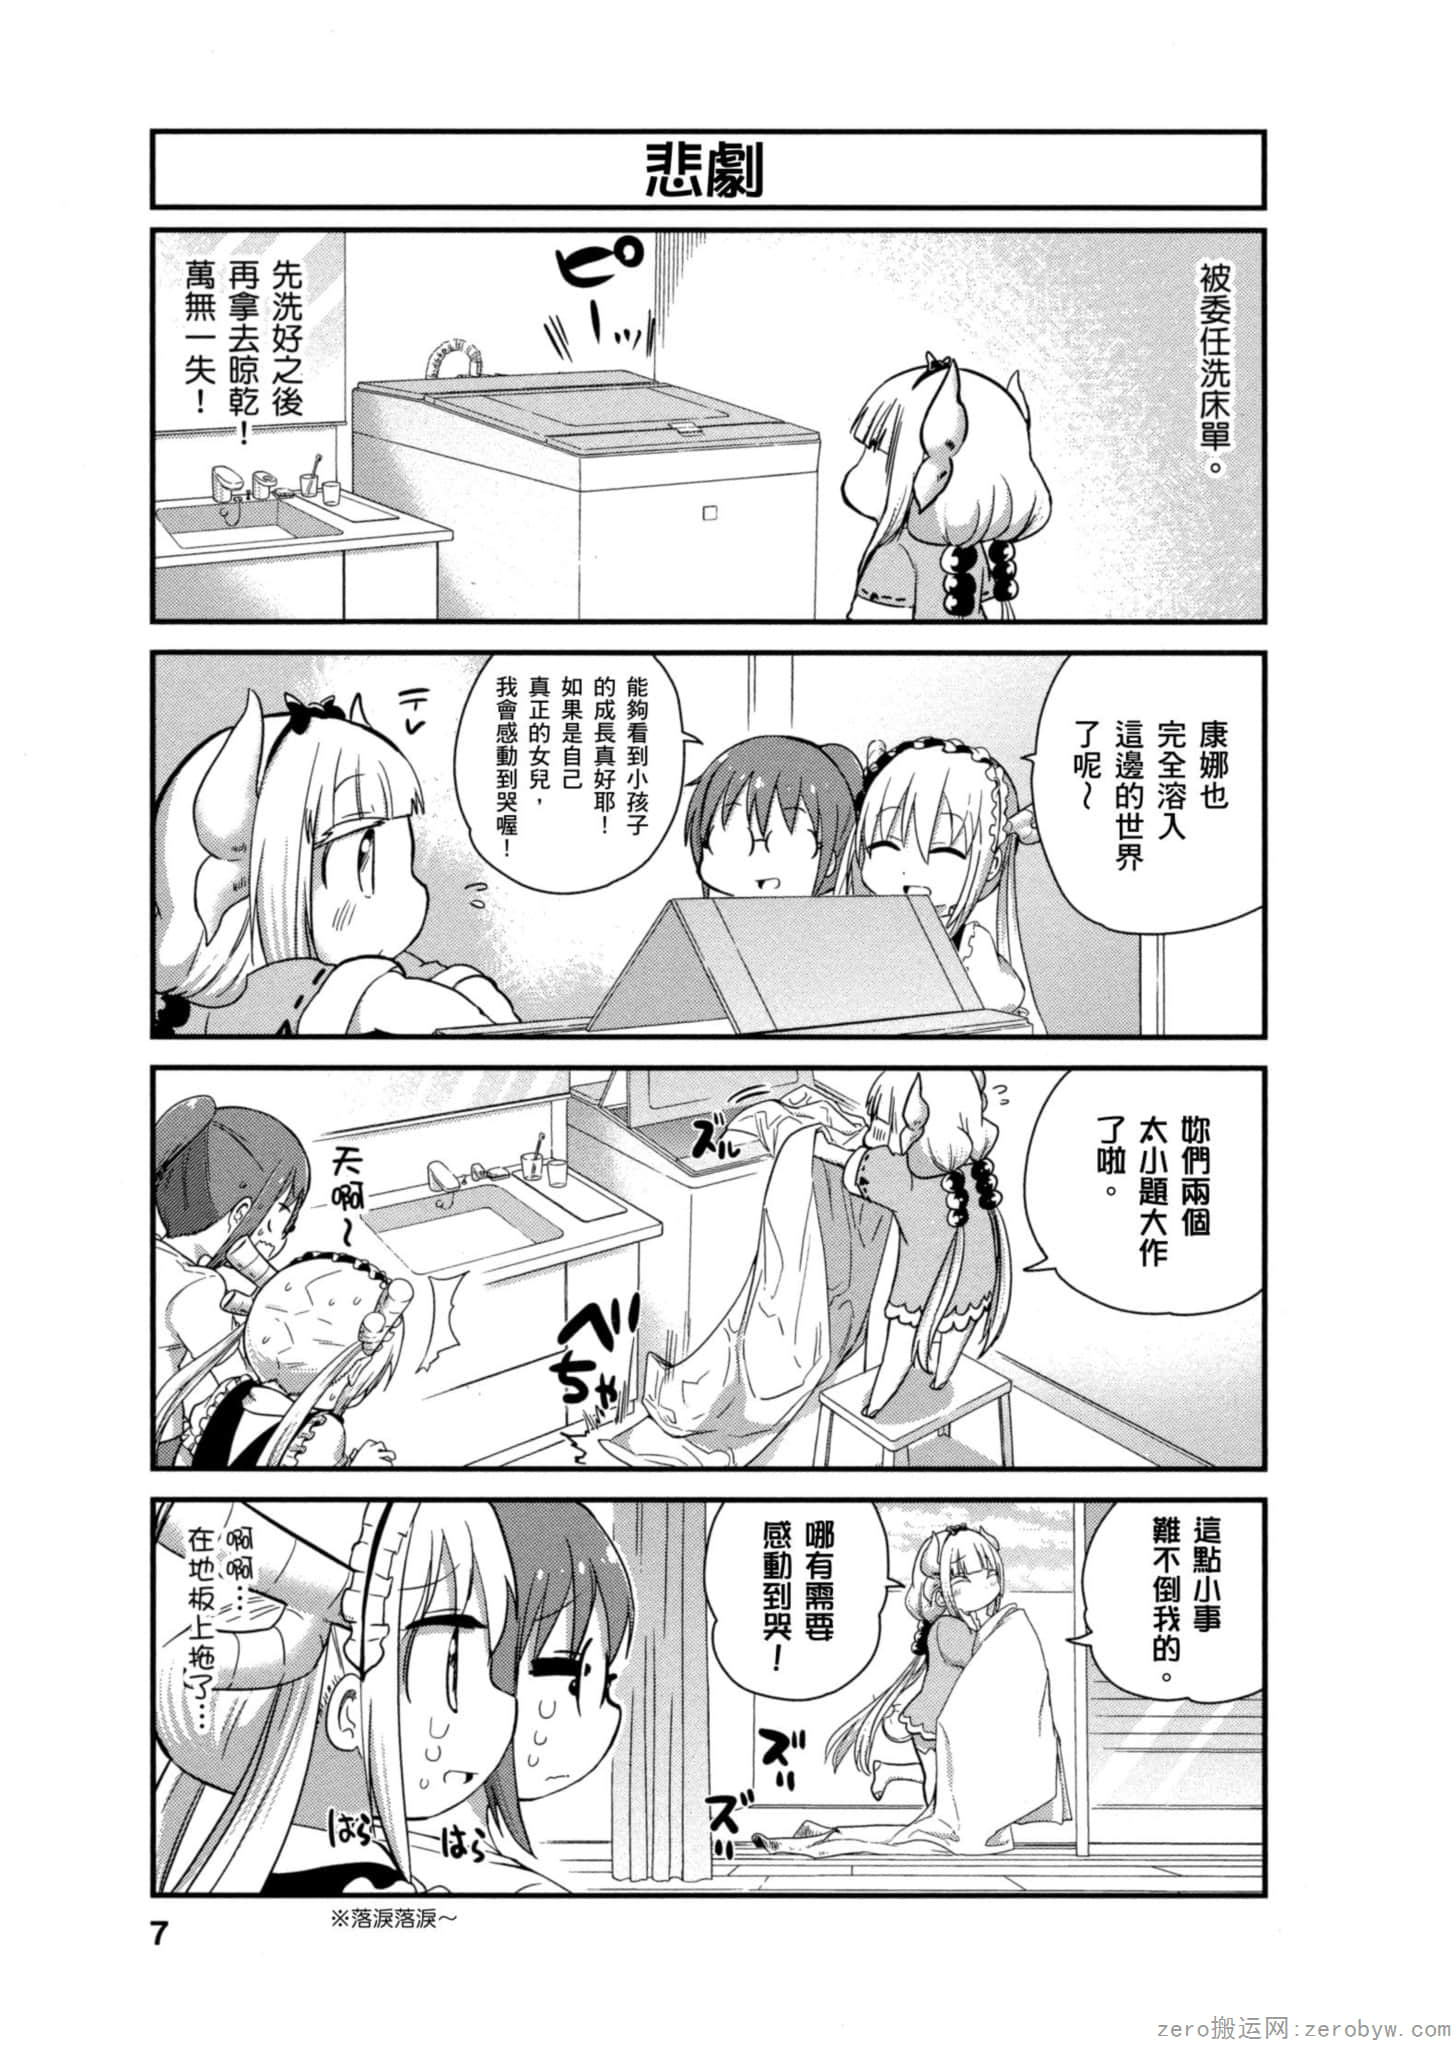 悲劇
被委任洗床單。
ピーッ
先洗好之後
再拿去晾乾！
萬無一失！
康娜也
完全溶入
這邊的世界
了呢～
能夠看到小孩子
的成長真好耶！
如果是自己
真正的女兒，
我會感動到哭喔！
テレ
妳們兩個
太小題大作
了啦。
ズル
天啊～
べちゃ
這點小事
難不倒我的。
哪有需要
感動到哭！
ズズ
ズズ
啊啊…
在地板上拖了…
はら
はら
※落淚落淚～
7
zero搬运网:zerobyw.com